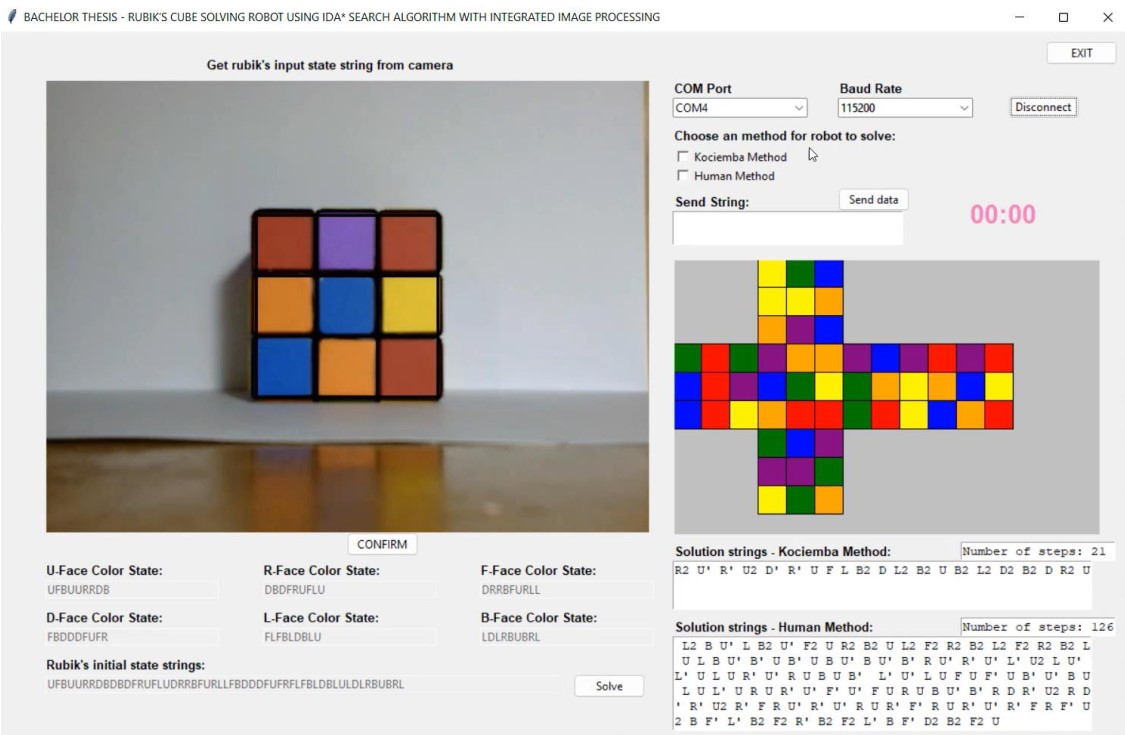 BACHELOR THESIS - RUBIK'S CUBE SOLVING ROBOT USING IDA* SEARCH ALGORITHM WITH INTEGRATED IMAGE PROCESSING
EXIT
Get rubik's input state string from camera
COM Port
Baud Rate
COM4
115200
Disconnect
Choose an method for robot to solve:
Kociemba Method
Human Method
Send String:
Send data
00:00
CONFIRM
U-Face Color State:
R-Face Color State:
F-Face Color State:
UFBUURRDB
DBDFRUFLU
DRRBFURLL
D-Face Color State:
L-Face Color State:
B-Face Color State:
FBDDDFUFR
FLFBLDBLU
LDLRBUBRL
Rubik's initial state strings:
UFBUURRDBDBDFRUFLUDRRBFURLLFBDDDFUFRFLFBLDBLULDLRBUBRL
Solve
Solution strings - Kociemba Method:
Number of steps: 21
R2 U' R' U2 D' R' U F L B2 D L2 B2 U B2 L2 D2 B2 D R2 U
Solution strings - Human Method:
Number of steps: 126
L2 B U' L B2 U' F2 U R2 B2 U L2 F2 R2 B2 L2 F2 R2 B2 L
U L B U' B' U B' U B U' B' U B' R U' R' U' L' U2 L U'
L' U L U R' U' R U B U B'  L' U' L U F U F' U B' U' B U
L U L' U R U R' U' F' U' F U R U B U' B' R D R' U2 R D
' R' U2 R' F R U' R' U' R U R' F' R U R' U' R' F R F' U
2 B F' L' B2 F2 R' B2 F2 L' B F' D2 B2 F2 U